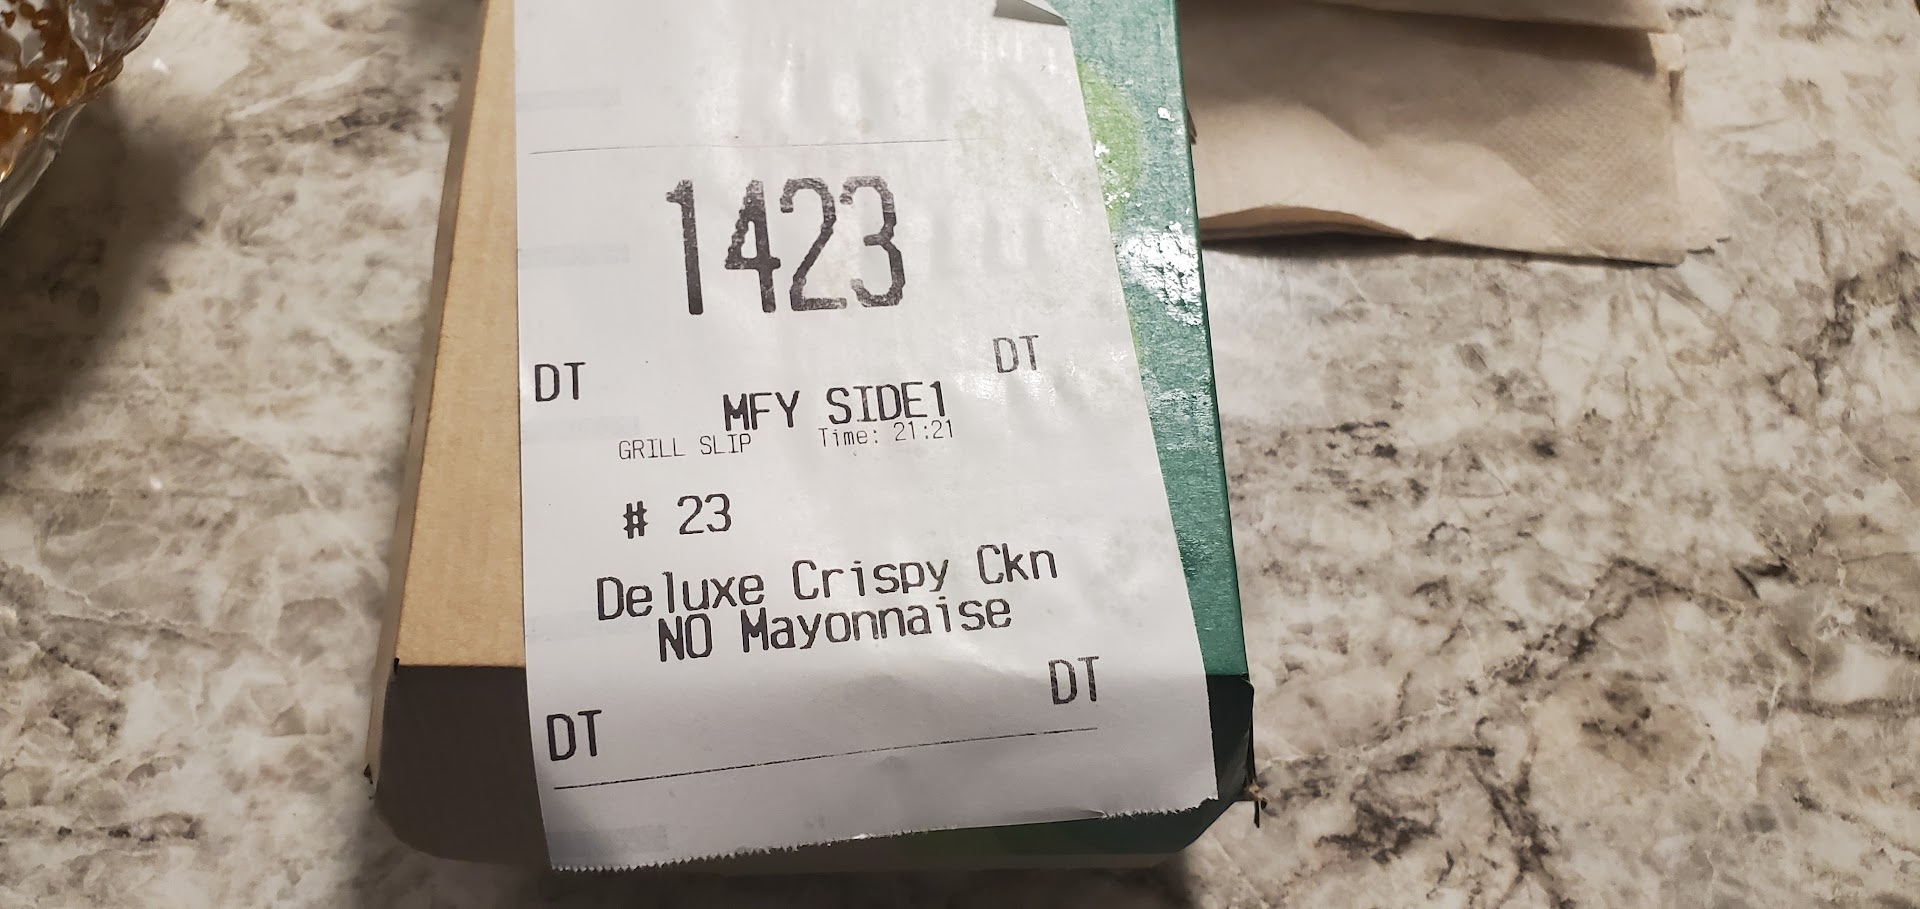 1423
DT DT
MFY SIDE1
GRILL SLIP Time: 21:21
# 23
Deluxe Crispy Ckn
NO Mayonnaise
DT DT